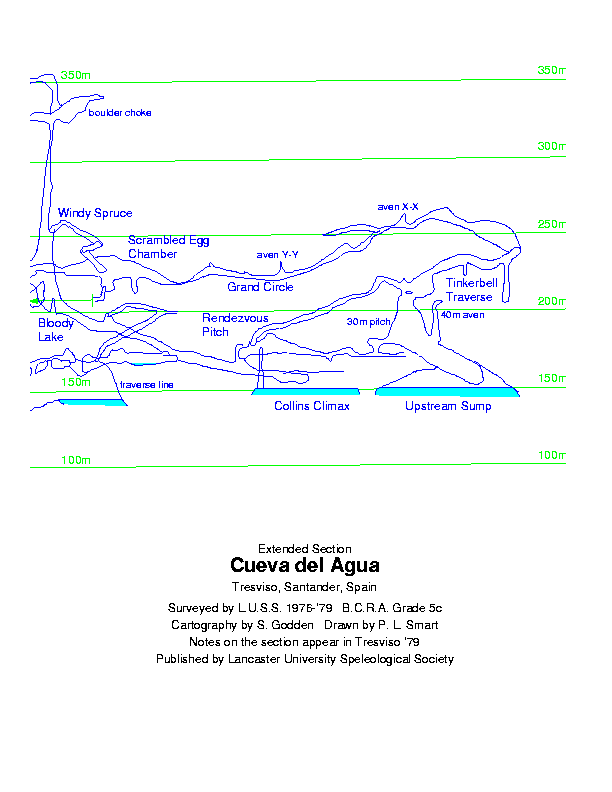 350m
350m
boulder choke
300m
aven X-X
Windy Spruce
250m
Scrambled Egg
Chamber
aven Y-Y
Grand Circle
Tinkerbell
Traverse
200m
Bloody
Lake
Rendezvous
Pitch
30m pitch
40m aven
150m
traverse line
150m
Collins Climax
Upstream Sump
100m
100m
Extended Section
Cueva del Agua
Tresviso, Santander, Spain
Surveyed by L.U.S.S. 1976-'79 B.C.R.A. Grade 5c
Cartography by S. Godden Drawn by P. L. Smart
Notes on the section appear in Tresviso '79
Published by Lancaster University Speleological Society